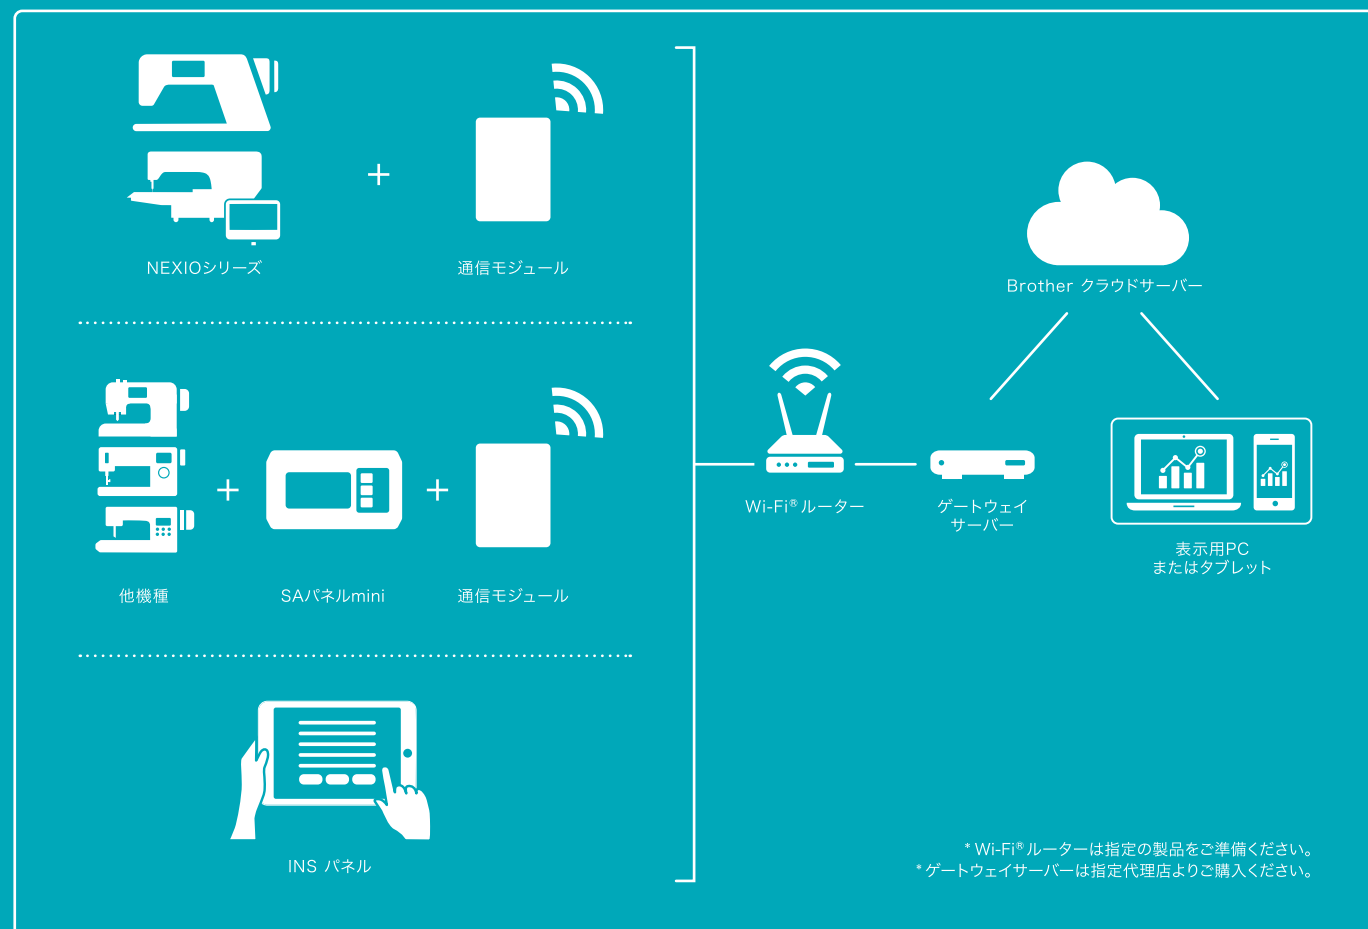 NEXIOシリーズ
+
通信モジュール
他機種
+
SAパネルmini
+
通信モジュール
INS パネル
Wi-Fi®ルーター
ゲートウェイ
サーバー
Brother クラウドサーバー
表示用PC
またはタブレット
* Wi-Fi®ルーターは指定の製品をご準備ください。
* ゲートウェイサーバーは指定代理店よりご購入ください。